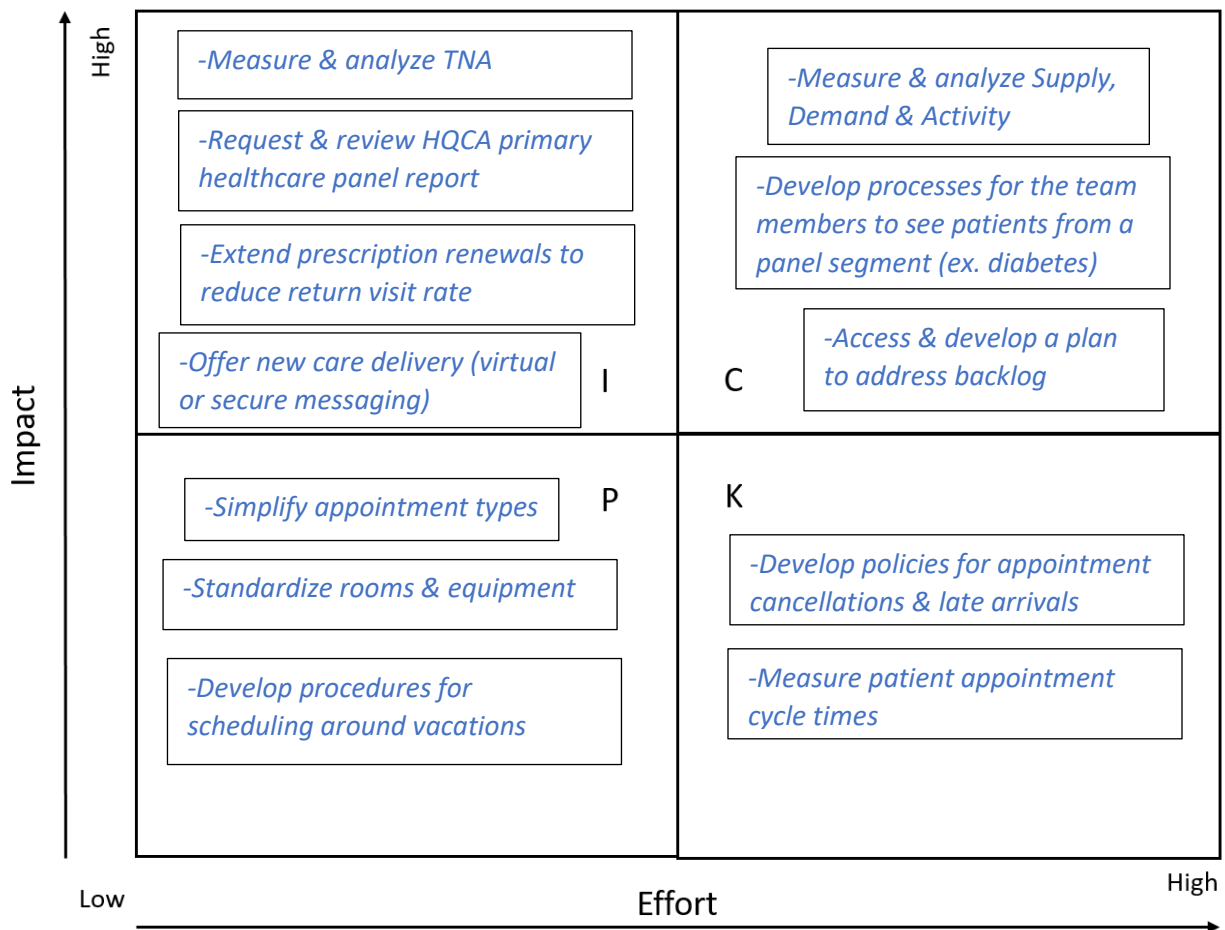 High
-Measure & analyze TNA
-Request & review HQCA primary
healthcare panel report
-Extend prescription renewals to
reduce return visit rate
-Offer new care delivery (virtual
or secure messaging)
I
-Measure & analyze Supply,
Demand & Activity
-Develop processes for the team
members to see patients from a
panel segment (ex. diabetes)
-Access & develop a plan
to address backlog
C
Impact
P
-Simplify appointment types
-Standardize rooms & equipment
-Develop procedures for
scheduling around vacations
K
-Develop policies for appointment
cancellations & late arrivals
-Measure patient appointment
cycle times
Low
Effort
High